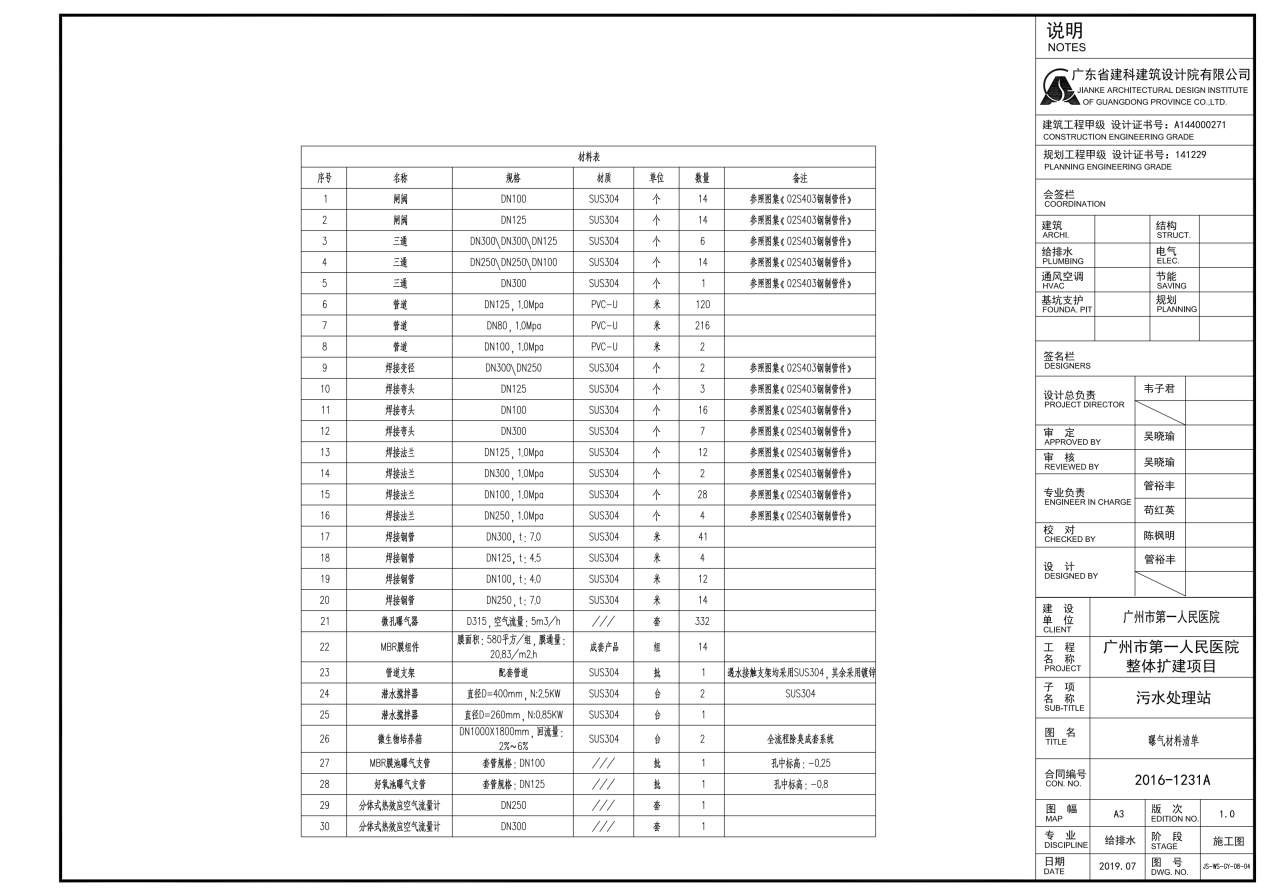 材料表
序号 名称 规格 材质 单位 数量 备注
1 闸阀 DN100 SUS304 个 14 参照图集《02S403钢制管件》
2 闸阀 DN125 SUS304 个 14 参照图集《02S403钢制管件》
3 三通 DN300\DN300\DN125 SUS304 个 6 参照图集《02S403钢制管件》
4 三通 DN250\DN250\DN100 SUS304 个 14 参照图集《02S403钢制管件》
5 三通 DN300 SUS304 个 1 参照图集《02S403钢制管件》
6 管道 DN125, 1.0Mpa PVC-U 米 120
7 管道 DN80, 1.0Mpa PVC-U 米 216
8 管道 DN100, 1.0Mpa PVC-U 米 2
9 焊接变径 DN300\DN250 SUS304 个 2 参照图集《02S403钢制管件》
10 焊接弯头 DN125 SUS304 个 3 参照图集《02S403钢制管件》
11 焊接弯头 DN100 SUS304 个 16 参照图集《02S403钢制管件》
12 焊接弯头 DN300 SUS304 个 7 参照图集《02S403钢制管件》
13 焊接法兰 DN125, 1.0Mpa SUS304 个 12 参照图集《02S403钢制管件》
14 焊接法兰 DN300, 1.0Mpa SUS304 个 2 参照图集《02S403钢制管件》
15 焊接法兰 DN100, 1.0Mpa SUS304 个 28 参照图集《02S403钢制管件》
16 焊接法兰 DN250, 1.0Mpa SUS304 个 4 参照图集《02S403钢制管件》
17 焊接钢管 DN300, t: 7.0 SUS304 米 41
18 焊接钢管 DN125, t: 4.5 SUS304 米 4
19 焊接钢管 DN100, t: 4.0 SUS304 米 12
20 焊接钢管 DN250, t: 7.0 SUS304 米 14
21 微孔曝气器 D315, 空气流量: 5m3/h /// 套 332
22 MBR膜组件 膜面积: 580平方/组, 膜通量: 20.83/m2.h 成套产品 组 14
23 管道支架 配套管道 SUS304 批 1 遇水接触支架均采用SUS304, 其余采用镀锌
24 潜水搅拌器 直径D=400mm, N:2.5KW SUS304 台 2 SUS304
25 潜水搅拌器 直径D=260mm, N:0.85KW SUS304 台 1
26 微生物培养箱 DN1000X1800mm, 回流量: 2%~6% SUS304 台 2 全流程除臭成套系统
27 MBR膜池曝气支管 套管规格: DN100 /// 批 1 孔中标高: -0.25
28 好氧池曝气支管 套管规格: DN125 /// 批 1 孔中标高: -0.8
29 分体式热效应空气流量计 DN250 /// 套 1
30 分体式热效应空气流量计 DN300 /// 套 1
说明
NOTES
广东省建科建筑设计院有限公司
JIANKE ARCHITECTURAL DESIGN INSTITUTE
OF GUANGDONG PROVINCE CO.,LTD.
建筑工程甲级 设计证书号: A144000271
CONSTRUCTION ENGINEERING GRADE
规划工程甲级 设计证书号: 141229
PLANNING ENGINEERING GRADE
会签栏
COORDINATION
建筑 结构
ARCHI. STRUCT.
给排水 电气
PLUMBING ELEC.
通风空调 节能
HVAC SAVING
基坑支护 规划
FOUNDA. PIT PLANNING
签名栏
DESIGNERS
设计总负责 韦子君
PROJECT DIRECTOR
审 定 吴晓瑜
APPROVED BY
审 核 吴晓瑜
REVIEWED BY
专业负责 管裕丰
ENGINEER IN CHARGE
荀红英
校 对 陈枫明
CHECKED BY
设 计 管裕丰
DESIGNED BY
建 设
单 位 广州市第一人民医院
CLIENT
工 程 广州市第一人民医院
名 称 整体扩建项目
PROJECT
子 项
名 称 污水处理站
SUB-TITLE
图 名 曝气材料清单
TITLE
合同编号 2016-1231A
CON. NO.
图 幅 A3 版 次 1.0
MAP EDITION NO.
专 业 给排水 阶 段 施工图
DISCIPLINE STAGE
日期 2019.07 图 号 JS-WS-GY-08-04
DATE DWG. NO.